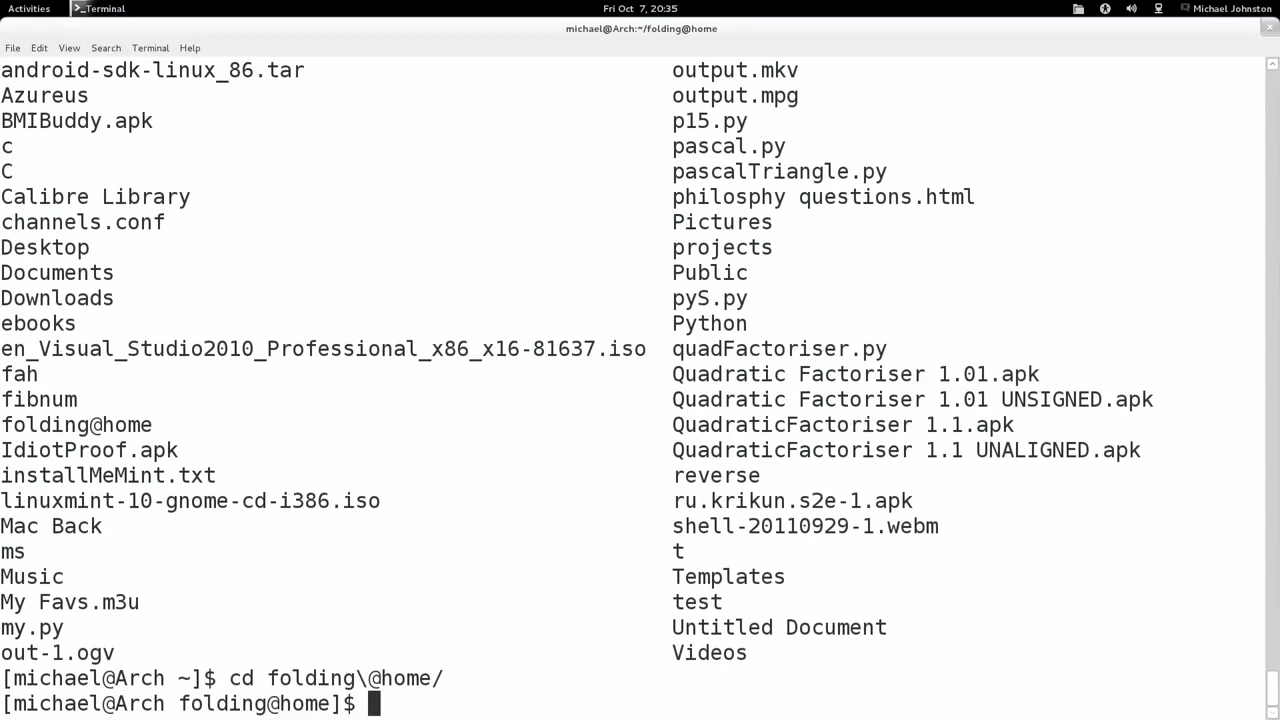 Activities Terminal Fri Oct 7, 20:35 Michael Johnston
michael@Arch:~/folding@home
File Edit View Search Terminal Help
android-sdk-linux_86.tar output.mkv
Azureus output.mpg
BMIBuddy.apk p15.py
c pascal.py
C pascalTriangle.py
Calibre Library philosphy questions.html
channels.conf Pictures
Desktop projects
Documents Public
Downloads pyS.py
ebooks Python
en_Visual_Studio2010_Professional_x86_x16-81637.iso quadFactoriser.py
fah Quadratic Factoriser 1.01.apk
fibnum Quadratic Factoriser 1.01 UNSIGNED.apk
folding@home QuadraticFactoriser 1.1.apk
IdiotProof.apk QuadraticFactoriser 1.1 UNALIGNED.apk
installMeMint.txt reverse
linuxmint-10-gnome-cd-i386.iso ru.krikun.s2e-1.apk
Mac Back shell-20110929-1.webm
ms t
Music Templates
My Favs.m3u test
my.py Untitled Document
out-1.ogv Videos
[michael@Arch ~]$ cd folding\@home/
[michael@Arch folding@home]$